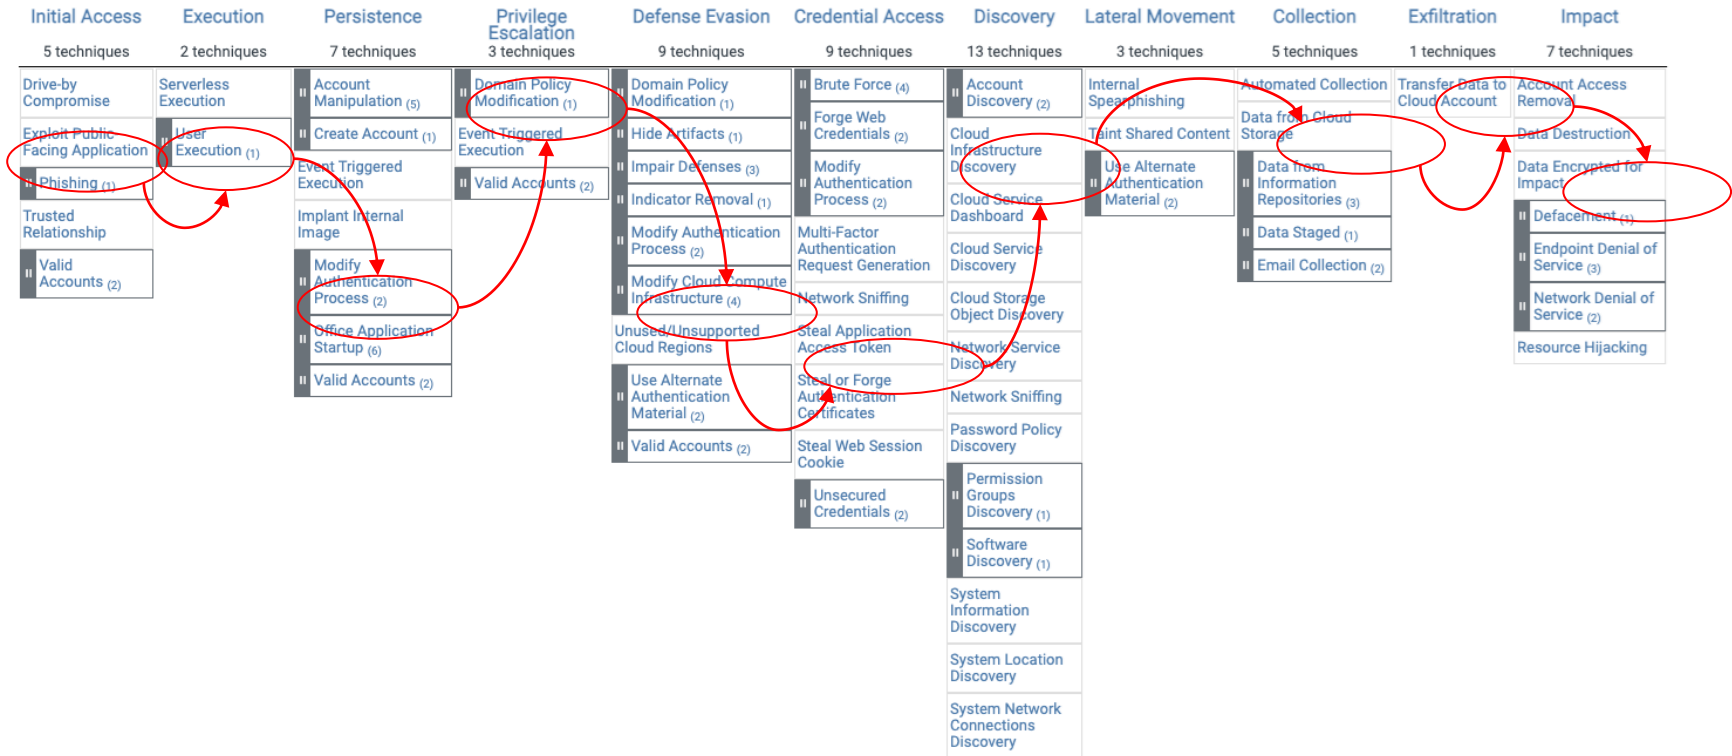 Initial Access
5 techniques
Drive-by
Compromise
Exploit Public
Facing Application
Phishing (1)
Trusted
Relationship
Valid
Accounts (2)
Execution
2 techniques
Serverless
Execution
User
Execution (1)
Persistence
7 techniques
Account
Manipulation (5)
Create Account (1)
Event Triggered
Execution
Implant Internal
Image
Modify
Authentication
Process (2)
Office Application
Startup (6)
Valid Accounts (2)
Privilege
Escalation
3 techniques
Domain Policy
Modification (1)
Event Triggered
Execution
Valid Accounts (2)
Defense Evasion
9 techniques
Domain Policy
Modification (1)
Hide Artifacts (1)
Impair Defenses (3)
Indicator Removal (1)
Modify Authentication
Process (2)
Modify Cloud Compute
Infrastructure (4)
Unused/Unsupported
Cloud Regions
Use Alternate
Authentication
Material (2)
Valid Accounts (2)
Credential Access
9 techniques
Brute Force (4)
Forge Web
Credentials (2)
Modify
Authentication
Process (2)
Multi-Factor
Authentication
Request Generation
Network Sniffing
Steal Application
Access Token
Steal or Forge
Authentication
Certificates
Steal Web Session
Cookie
Unsecured
Credentials (2)
Discovery
13 techniques
Account
Discovery (2)
Cloud
Infrastructure
Discovery
Cloud Service
Dashboard
Cloud Service
Discovery
Cloud Storage
Object Discovery
Network Service
Discovery
Network Sniffing
Password Policy
Discovery
Permission
Groups
Discovery (1)
Software
Discovery (1)
System
Information
Discovery
System Location
Discovery
System Network
Connections
Discovery
Lateral Movement
3 techniques
Internal
Spearphishing
Taint Shared Content
Use Alternate
Authentication
Material (2)
Collection
5 techniques
Automated Collection
Data from Cloud
Storage
Data from
Information
Repositories (3)
Data Staged (1)
Email Collection (2)
Exfiltration
1 techniques
Transfer Data to
Cloud Account
Impact
7 techniques
Account Access
Removal
Data Destruction
Data Encrypted for
Impact
Defacement (1)
Endpoint Denial of
Service (3)
Network Denial of
Service (2)
Resource Hijacking